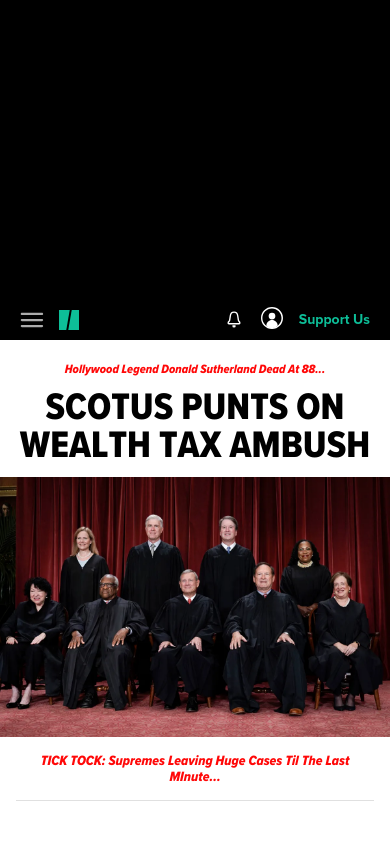 Support Us
Hollywood Legend Donald Sutherland Dead At 88...
SCOTUS PUNTS ON
WEALTH TAX AMBUSH
TICK TOCK: Supremes Leaving Huge Cases Til The Last
MInute...